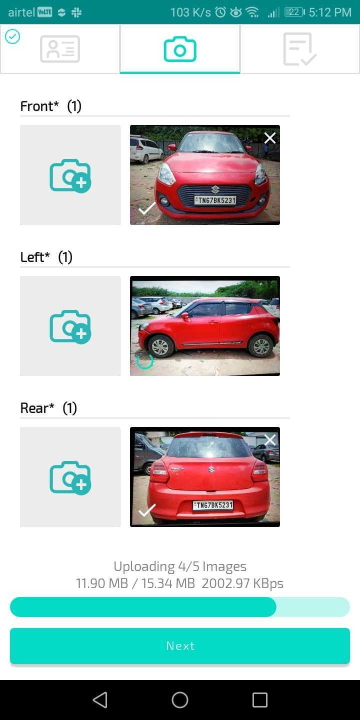 airtel VoLTE 103 K/s 82 5:12 PM
Front* (1)
TN67BK5231
Left* (1)
Rear* (1)
TN67BK5231
Uploading 4/5 Images
11.90 MB / 15.34 MB 2002.97 KBps
Next